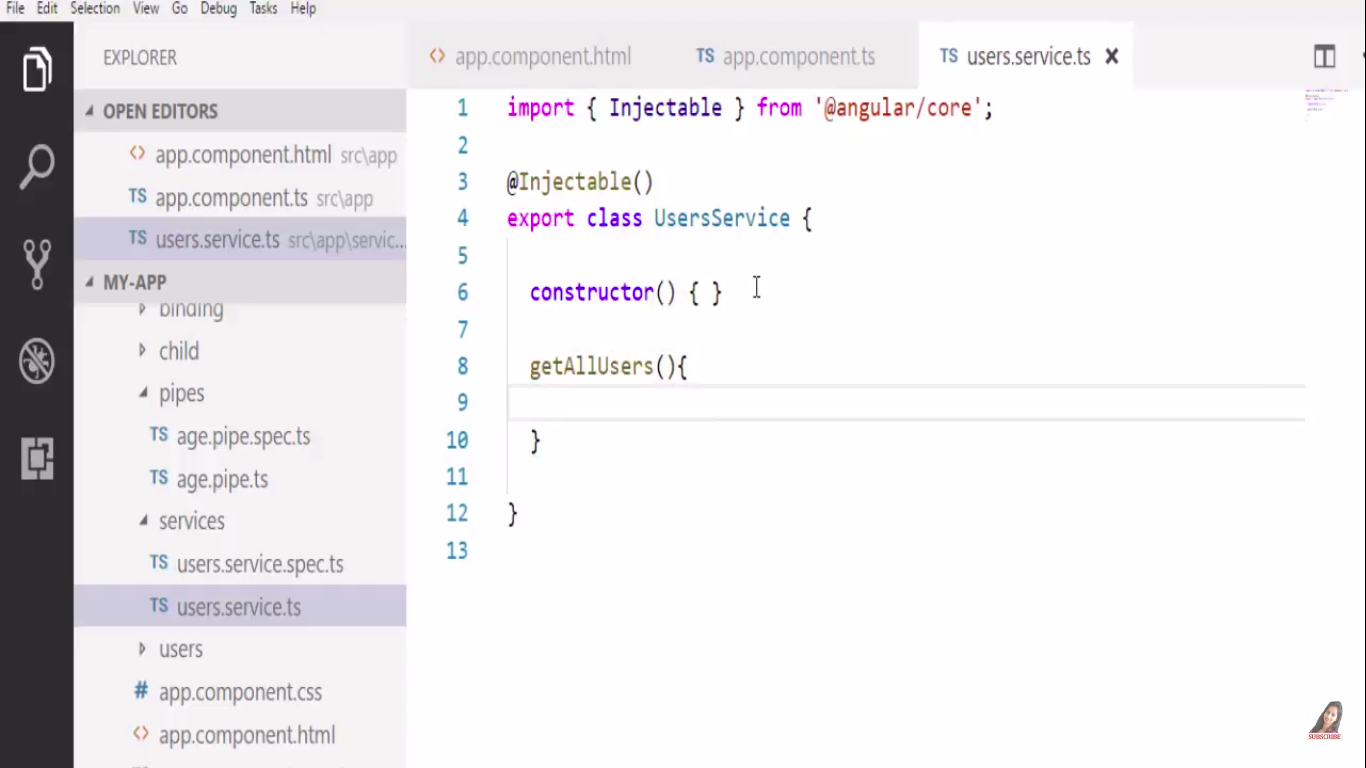 File Edit Selection View Go Debug Tasks Help
EXPLORER
OPEN EDITORS
app.component.html src\app
TS app.component.ts src\app
TS users.service.ts src\app\servic...
MY-APP
binding
child
pipes
TS age.pipe.spec.ts
TS age.pipe.ts
services
TS users.service.spec.ts
TS users.service.ts
users
# app.component.css
<> app.component.html
<> app.component.html TS app.component.ts TS users.service.ts
1 import { Injectable } from '@angular/core';
2
3 @Injectable()
4 export class UsersService {
5
6 constructor() { }
7
8 getAllUsers(){
9
10 }
11
12 }
13
SUBSCRIBE